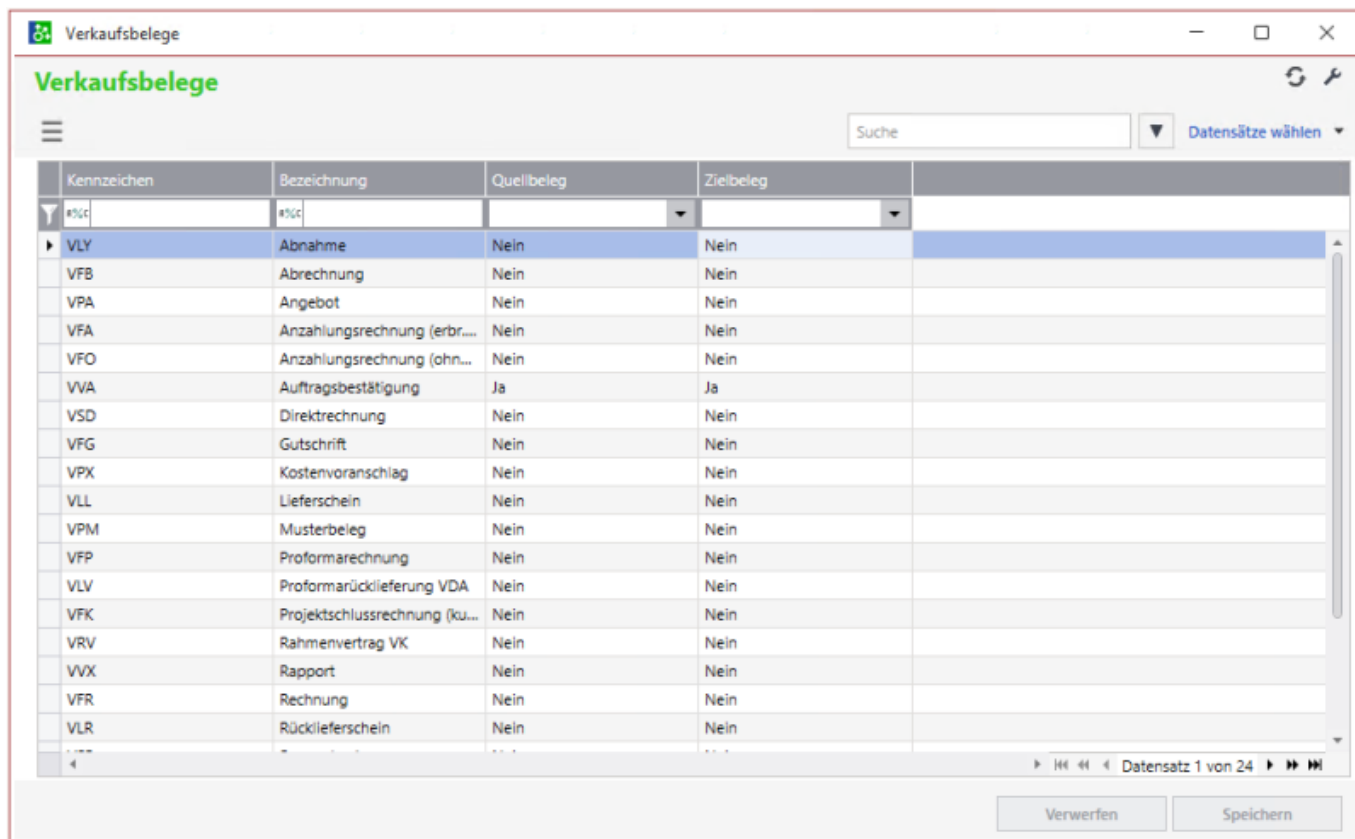 Verkaufsbelege
Verkaufsbelege
Suche Datensätze wählen
Kennzeichen Bezeichnung Quellbeleg Zielbeleg
VLY Abnahme Nein Nein
VFB Abrechnung Nein Nein
VPA Angebot Nein Nein
VFA Anzahlungsrechnung (erbr.... Nein Nein
VFO Anzahlungsrechnung (ohn... Nein Nein
VVA Auftragsbestätigung Ja Ja
VSD Direktrechnung Nein Nein
VFG Gutschrift Nein Nein
VPX Kostenvoranschlag Nein Nein
VLL Lieferschein Nein Nein
VPM Musterbeleg Nein Nein
VFP Proformarechnung Nein Nein
VLV Proformarücklieferung VDA Nein Nein
VFK Projektschlussrechnung (ku... Nein Nein
VRV Rahmenvertrag VK Nein Nein
VVX Rapport Nein Nein
VFR Rechnung Nein Nein
VLR Rücklieferschein Nein Nein
Datensatz 1 von 24
Verwerfen Speichern